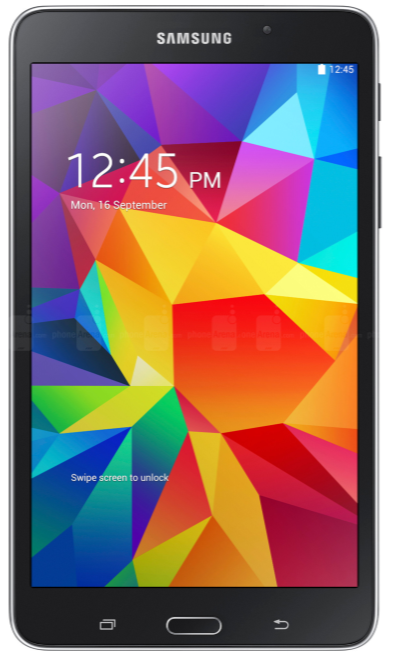 SAMSUNG
12:45
12:45 PM
Mon, 16 September
Swipe screen to unlock